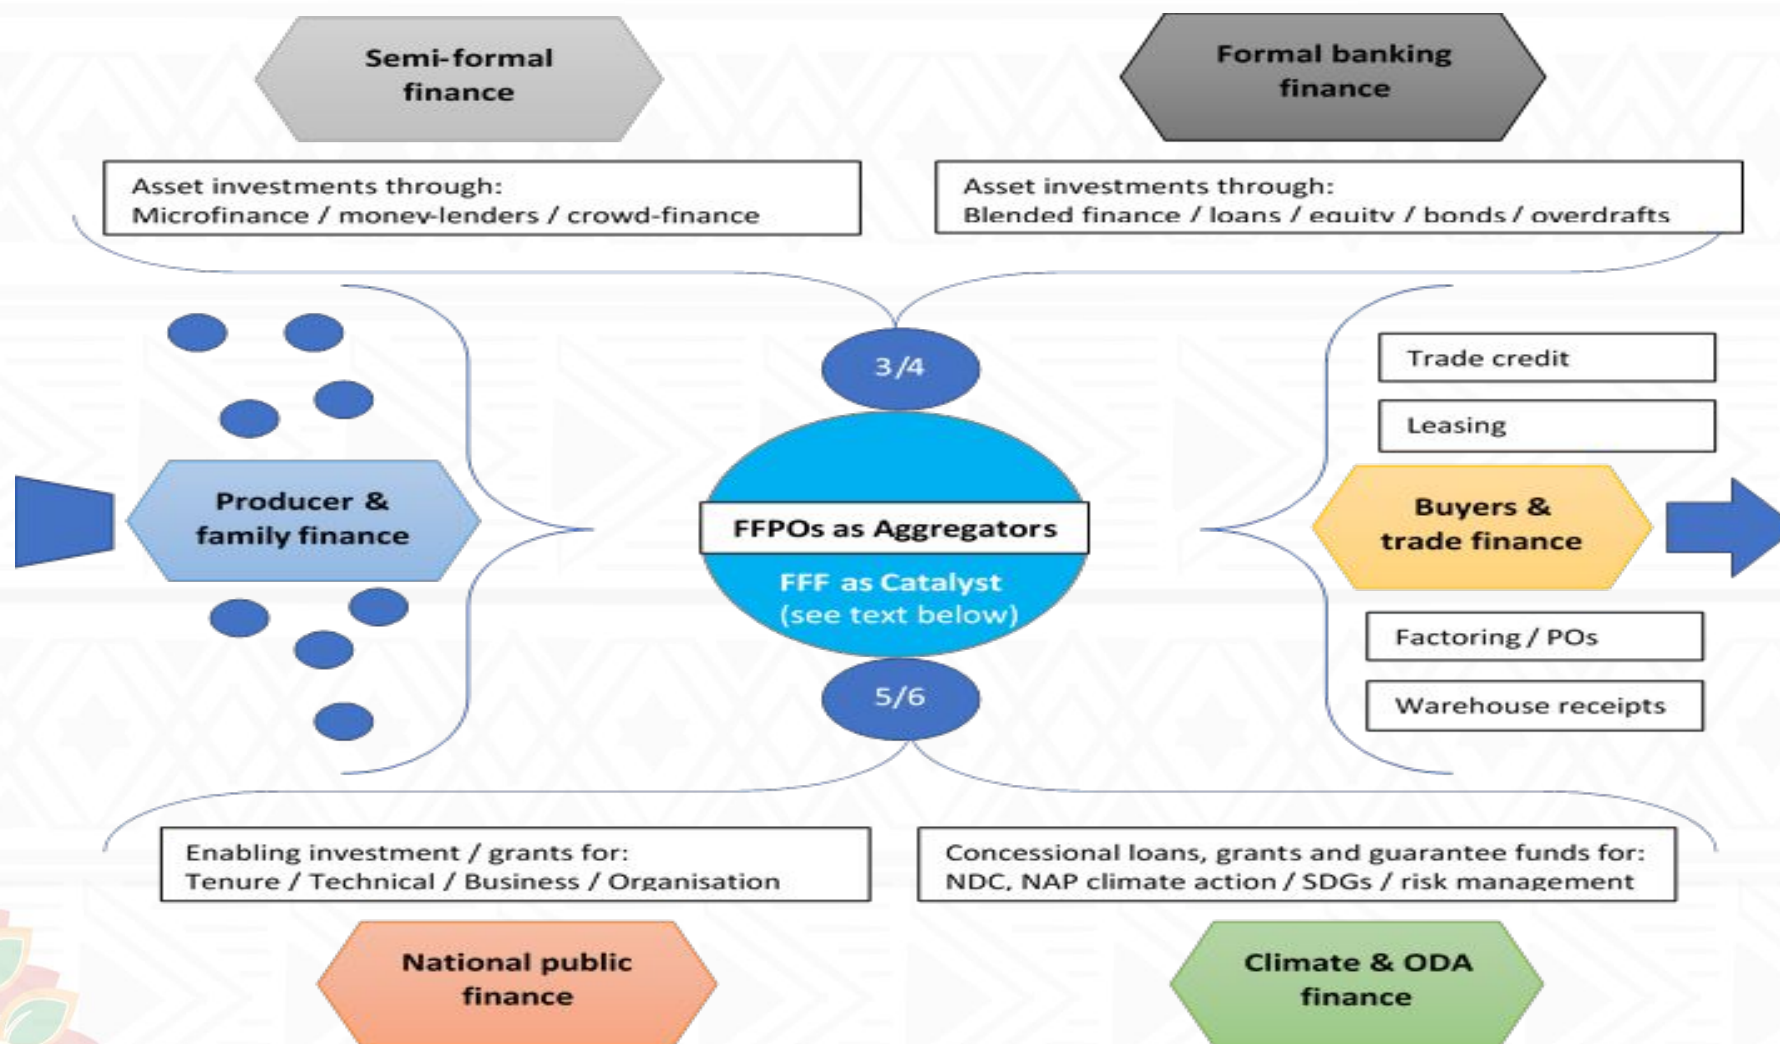 Semi-formal
finance
Formal banking
finance
Asset investments through:
Microfinance / money-lenders / crowd-finance
Asset investments through:
Blended finance / loans / equity / bonds / overdrafts
3/4
Trade credit
Leasing
Producer &
family finance
FFPOs as Aggregators
FFF as Catalyst
(see text below)
Buyers &
trade finance
Factoring / POs
Warehouse receipts
5/6
Enabling investment / grants for:
Tenure / Technical / Business / Organisation
Concessional loans, grants and guarantee funds for:
NDC, NAP climate action / SDGs / risk management
National public
finance
Climate & ODA
finance